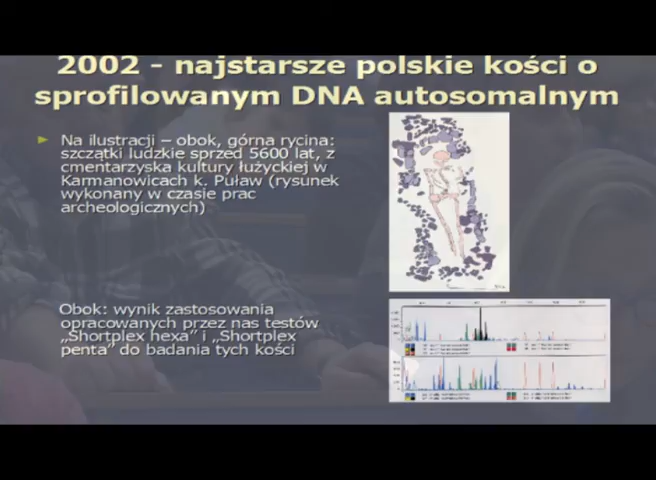 2002 - najstarsze polskie kości o
sprofilowanym DNA autosomalnym
Na ilustracji – obok, górna rycina:
szczątki ludzkie sprzed 5600 lat, z
cmentarzyska kultury łużyckiej w
Karmanowicach k. Puław (rysunek
wykonany w czasie prac
archeologicznych)
Obok: wynik zastosowania
opracowanych przez nas testów
„Shortplex hexa” i „Shortplex
penta” do badania tych kości